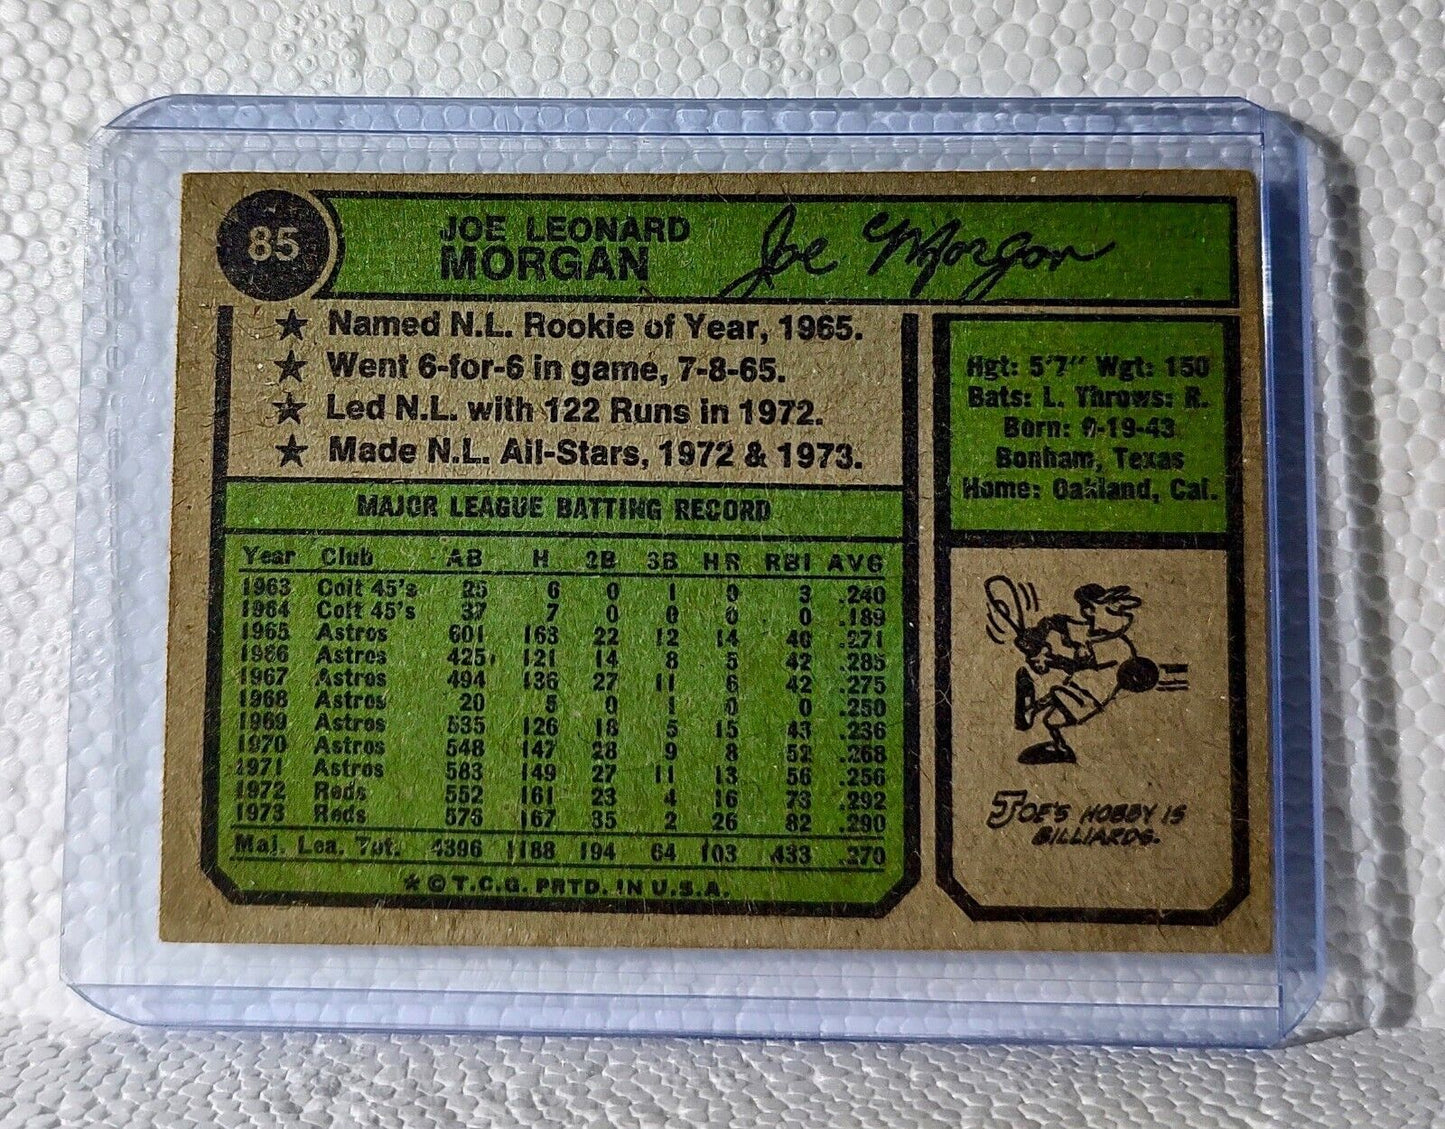 85
JOE LEONARD
MORGAN
Joe Morgan
★ Named N.L. Rookie of Year, 1965.
★ Went 6-for-6 in game, 7-8-65.
★ Led N.L. with 122 Runs in 1972.
★ Made N.L. All-Stars, 1972 & 1973.
Hgt: 5'7" Wgt: 150
Bats: L. Throws: R.
Born: 9-19-43
Bonham, Texas
Home: Oakland, Cal.
MAJOR LEAGUE BATTING RECORD
Year Club AB H 2B 3B HR RBI AVG
1963 Colt 45's 25 6 0 1 0 3 .240
1964 Colt 45's 37 7 0 0 0 0 .189
1965 Astros 601 163 22 12 14 40 .271
1966 Astros 425 121 14 8 5 42 .285
1967 Astros 494 136 27 11 6 42 .275
1968 Astros 20 5 0 1 0 0 .250
1969 Astros 535 126 18 5 15 43 .236
1970 Astros 548 147 28 9 8 52 .268
1971 Astros 583 149 27 11 13 56 .256
1972 Reds 552 161 23 4 16 73 .292
1973 Reds 576 167 35 2 26 82 .290
Maj. Lea. Tot. 4396 1188 194 64 103 433 .270
★ © T.C.G. PRTD. IN U.S.A.
JOE'S HOBBY IS
BILLIARDS.